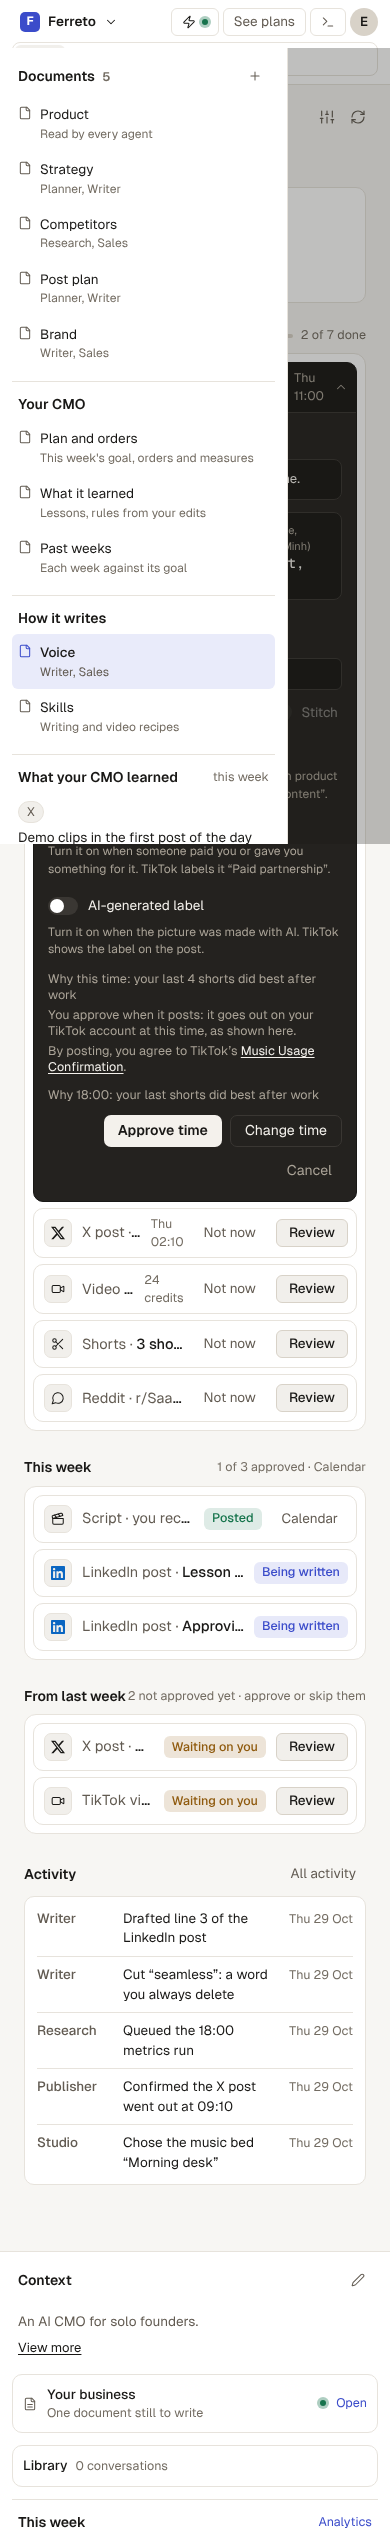 F Ferreto
See plans
E
Documents 5
Product
Read by every agent
Strategy
Planner, Writer
Competitors
Research, Sales
Post plan
Planner, Writer
Brand
Writer, Sales
2 of 7 done
Thu
11:00
Your CMO
Plan and orders
This week's goal, orders and measures
What it learned
Lessons, rules from your edits
Past weeks
Each week against its goal
How it writes
Voice
Writer, Sales
Skills
Writing and video recipes
Stitch
product
What your CMO learned this week
X
Demo clips in the first post of the day
Turn it on when someone paid you or gave you
something for it. TikTok labels it “Paid partnership”.
AI-generated label
Turn it on when the picture was made with AI. TikTok
shows the label on the post.
Why this time: your last 4 shorts did best after
work
You approve when it posts: it goes out on your
TikTok account at this time, as shown here.
By posting, you agree to TikTok’s Music Usage
Confirmation.
Why 18:00: your last shorts did best after work
Approve time Change time
Cancel
X post ·... Thu 02:10 Not now Review
Video ... 24 credits Not now Review
Shorts · 3 sho... Not now Review
Reddit · r/Saa... Not now Review
This week 1 of 3 approved · Calendar
Script · you rec... Posted Calendar
LinkedIn post · Lesson ... Being written
LinkedIn post · Approvi... Being written
From last week 2 not approved yet · approve or skip them
X post · ... Waiting on you Review
TikTok vi... Waiting on you Review
Activity All activity
Writer Drafted line 3 of the Thu 29 Oct
LinkedIn post
Writer Cut “seamless”: a word Thu 29 Oct
you always delete
Research Queued the 18:00 Thu 29 Oct
metrics run
Publisher Confirmed the X post Thu 29 Oct
went out at 09:10
Studio Chose the music bed Thu 29 Oct
“Morning desk”
Context
An AI CMO for solo founders.
View more
Your business
One document still to write
Open
Library 0 conversations
This week Analytics